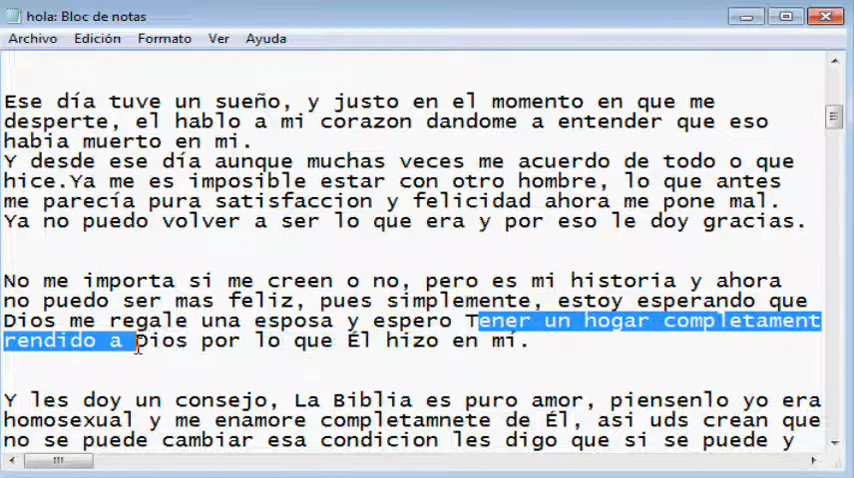 hola: Bloc de notas
Archivo Edición Formato Ver Ayuda
Ese día tuve un sueño, y justo en el momento en que me
desperte, el hablo a mi corazon dandome a entender que eso
habia muerto en mi.
Y desde ese día aunque muchas veces me acuerdo de todo o que
hice.Ya me es imposible estar con otro hombre, lo que antes
me parecía pura satisfaccion y felicidad ahora me pone mal.
Ya no puedo volver a ser lo que era y por eso le doy gracias.
No me importa si me creen o no, pero es mi historia y ahora
no puedo ser mas feliz, pues simplemente, estoy esperando que
Dios me regale una esposa y espero Tener un hogar completament
rendido a Dios por lo que Él hizo en mí.
Y les doy un consejo, La Biblia es puro amor, piensenlo yo era
homosexual y me enamore completamnete de Él, asi uds crean que
no se puede cambiar esa condicion les digo que si se puede y